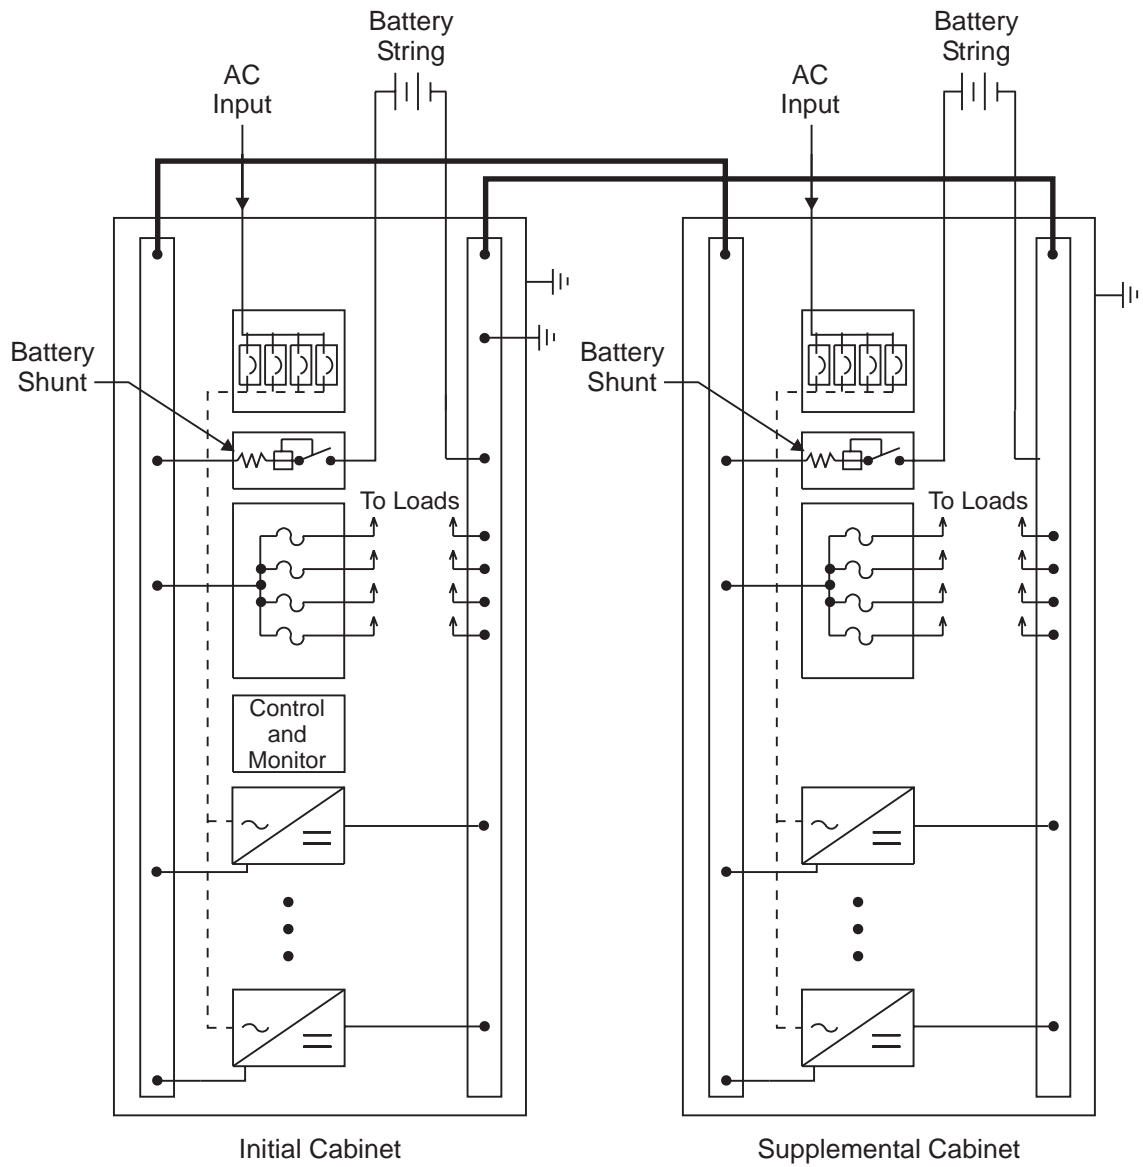 Battery
String
Battery
String
AC
Input
AC
Input
Battery
Shunt
Battery
Shunt
To Loads
To Loads
Control
and
Monitor
Initial Cabinet
Supplemental Cabinet